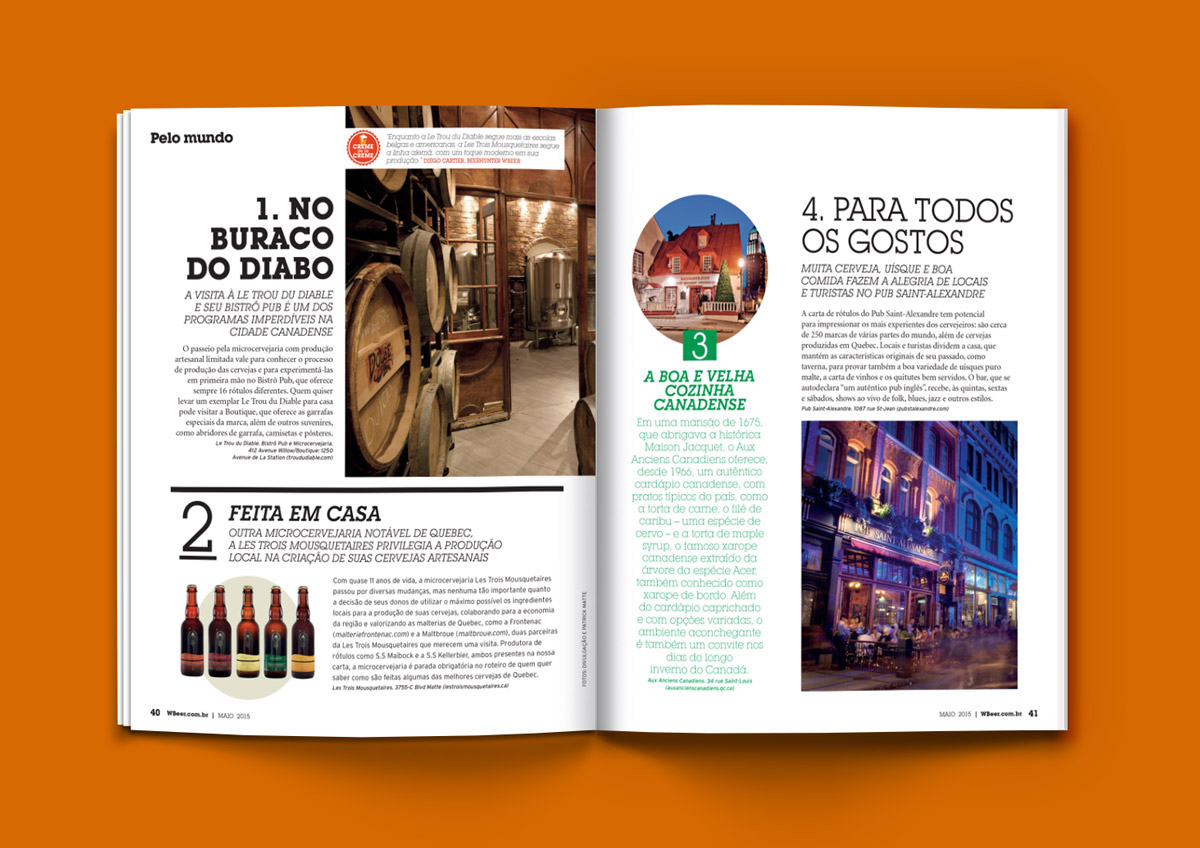 Pelo mundo
CRÈME
DE LA
CRÈME
"Enquanto a Le Trou du Diable segue mais as escolas
belgas e americanas, a Les Trois Mousquetaires segue
a linha alemã, com um toque moderno em sua
produção." DIEGO CARTIER, BEERHUNTER WBEER
1. NO
BURACO
DO DIABO
A VISITA À LE TROU DU DIABLE
E SEU BISTRÔ PUB É UM DOS
PROGRAMAS IMPERDÍVEIS NA
CIDADE CANADENSE
O passeio pela microcervejaria com produção
artesanal limitada vale para conhecer o processo
de produção das cervejas e para experimentá-las
em primeira mão no Bistrô Pub, que oferece
sempre 16 rótulos diferentes. Quem quiser
levar um exemplar Le Trou du Diable para casa
pode visitar a Boutique, que oferece as garrafas
especiais da marca, além de outros suvenires,
como abridores de garrafa, camisetas e pôsteres.
Le Trou du Diable. Bistrô Pub e Microcervejaria.
412 Avenue Willow/Boutique: 1250
Avenue de La Station (troududiable.com)
2
FEITA EM CASA
OUTRA MICROCERVEJARIA NOTÁVEL DE QUEBEC,
A LES TROIS MOUSQUETAIRES PRIVILEGIA A PRODUÇÃO
LOCAL NA CRIAÇÃO DE SUAS CERVEJAS ARTESANAIS
Com quase 11 anos de vida, a microcervejaria Les Trois Mousquetaires
passou por diversas mudanças, mas nenhuma tão importante quanto
a decisão de seus donos de utilizar o máximo possível os ingredientes
locais para a produção de suas cervejas, colaborando para a economia
da região e valorizando as malterias de Quebec, como a Frontenac
(malteriefrontenac.com) e a Maltbroue (maltbroue.com), duas parceiras
da Les Trois Mousquetaires que merecem uma visita. Produtora de
rótulos como S.S Maibock e a S.S Kellerbier, ambos presentes na nossa
carta, a microcervejaria é parada obrigatória no roteiro de quem quer
saber como são feitas algumas das melhores cervejas de Quebec.
Les Trois Mousquetaires. 3755-C Blvd Matte (lestroismousquetaires.ca)
FOTOS: DIVULGAÇÃO E PATRICK MATTE
40 WBeer.com.br | MAIO 2015
3
A BOA E VELHA
COZINHA
CANADENSE
Em uma mansão de 1675,
que abrigava a histórica
Maison Jacquet, o Aux
Anciens Canadiens oferece,
desde 1966, um autêntico
cardápio canadense, com
pratos típicos do país, como
a torta de carne, o filé de
caribu – uma espécie de
cervo – e a torta de maple
syrup, o famoso xarope
canadense extraído da
árvore da espécie Acer,
também conhecido como
xarope de bordo. Além
do cardápio caprichado
e com opções variadas, o
ambiente aconchegante
é também um convite nos
dias do longo
inverno do Canadá.
Aux Anciens Canadiens. 34 rue Saint-Louis
(auxancienscanadiens.qc.ca)
4. PARA TODOS
OS GOSTOS
MUITA CERVEJA, UÍSQUE E BOA
COMIDA FAZEM A ALEGRIA DE LOCAIS
E TURISTAS NO PUB SAINT-ALEXANDRE
A carta de rótulos do Pub Saint-Alexandre tem potencial
para impressionar os mais experientes dos cervejeiros: são cerca
de 250 marcas de várias partes do mundo, além de cervejas
produzidas em Quebec. Locais e turistas dividem a casa, que
mantém as características originais de seu passado, como
taverna, para provar também a boa variedade de uísques puro
malte, a carta de vinhos e os quitutes bem servidos. O bar, que se
autodeclara "um autêntico pub inglês", recebe, às quintas, sextas
e sábados, shows ao vivo de folk, blues, jazz e outros estilos.
Pub Saint-Alexandre. 1087 rue St-Jean (pubstalexandre.com)
PUB SAINT-ALEXANDRE
MAIO 2015 | WBeer.com.br 41